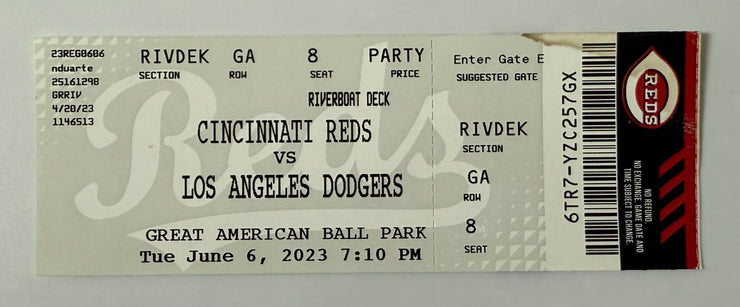 23REG0606
nduarte
25161298
GRRIV
4/20/23
1146513
RIVDEK GA 8 PARTY
SECTION ROW SEAT PRICE
RIVERBOAT DECK
CINCINNATI REDS
VS
LOS ANGELES DODGERS
GREAT AMERICAN BALL PARK
Tue June 6, 2023 7:10 PM
Reds
Enter Gate E
SUGGESTED GATE
RIVDEK
SECTION
GA
ROW
8
SEAT
6TR7-YZC257GX
REDS
NO REFUND.
NO EXCHANGE. GAME DATE AND
TIME SUBJECT TO CHANGE.